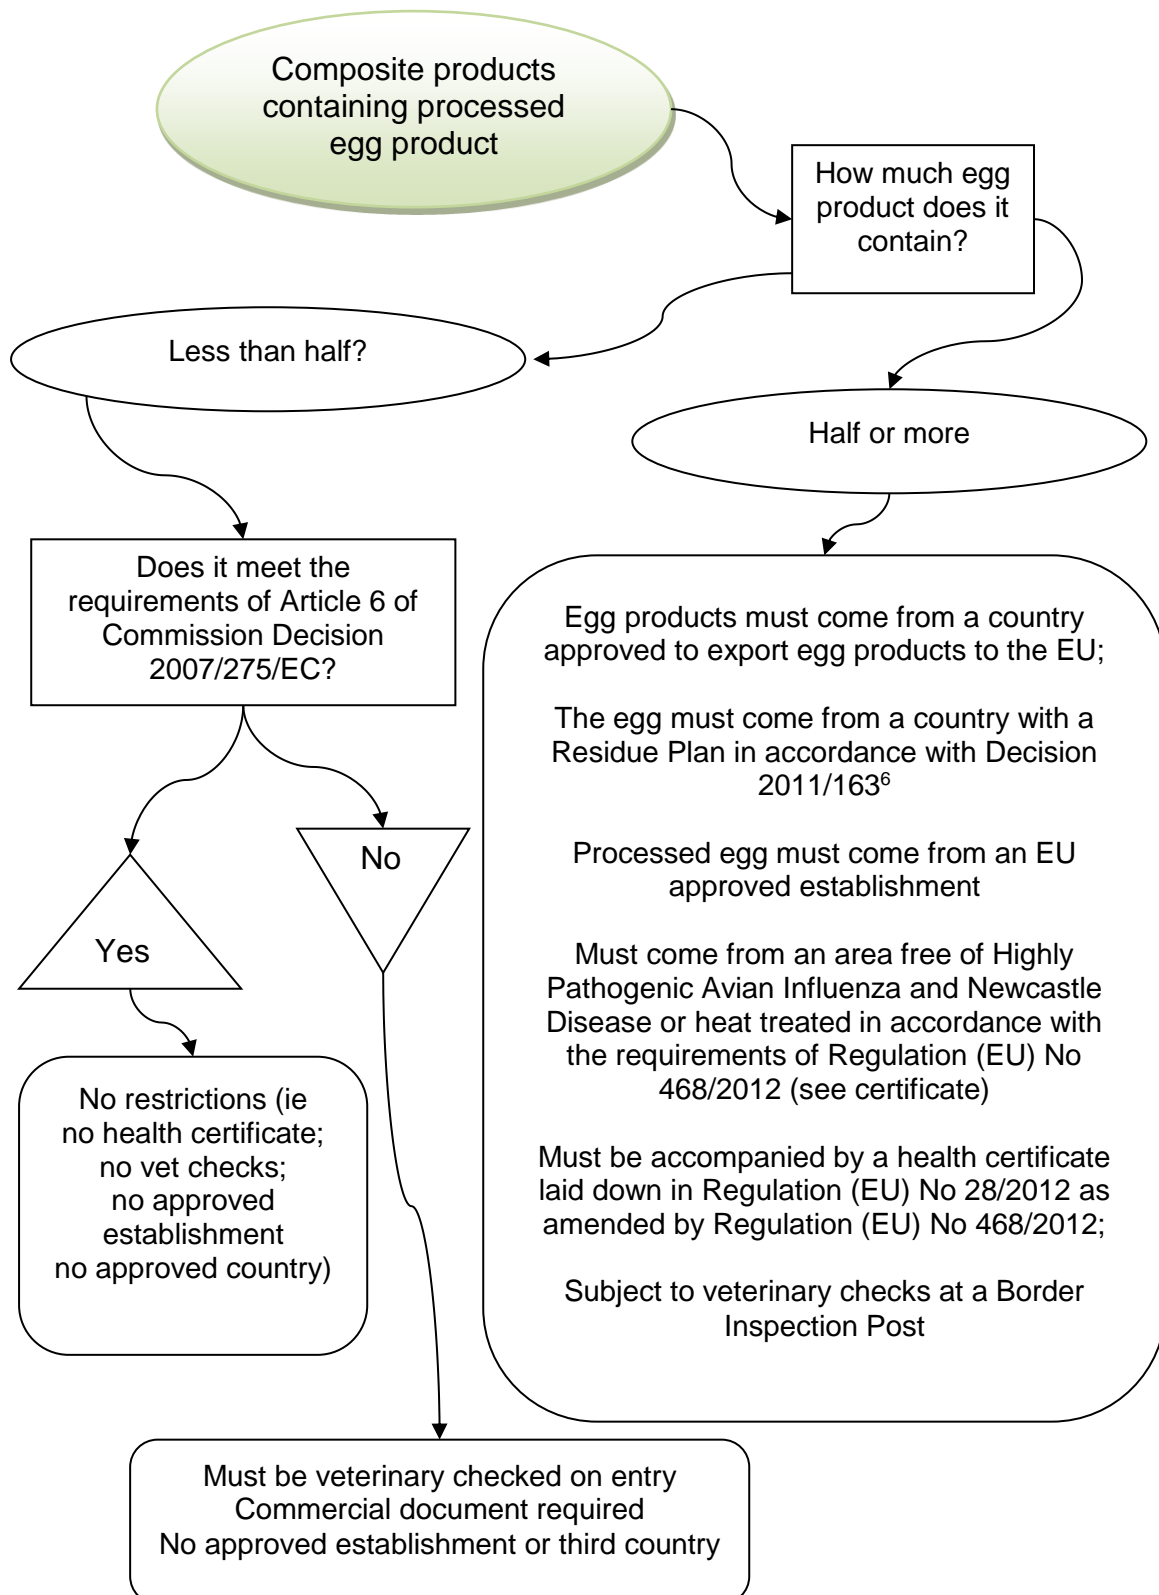 Composite products
containing processed
egg product
How much egg
product does it
contain?
Less than half?
Half or more
Does it meet the
requirements of Article 6 of
Commission Decision
2007/275/EC?
Egg products must come from a country
approved to export egg products to the EU;
The egg must come from a country with a
Residue Plan in accordance with Decision
2011/163⁶
Processed egg must come from an EU
approved establishment
Must come from an area free of Highly
Pathogenic Avian Influenza and Newcastle
Disease or heat treated in accordance with
the requirements of Regulation (EU) No
468/2012 (see certificate)
Must be accompanied by a health certificate
laid down in Regulation (EU) No 28/2012 as
amended by Regulation (EU) No 468/2012;
Subject to veterinary checks at a Border
Inspection Post
No
Yes
No restrictions (ie
no health certificate;
no vet checks;
no approved
establishment
no approved country)
Must be veterinary checked on entry
Commercial document required
No approved establishment or third country